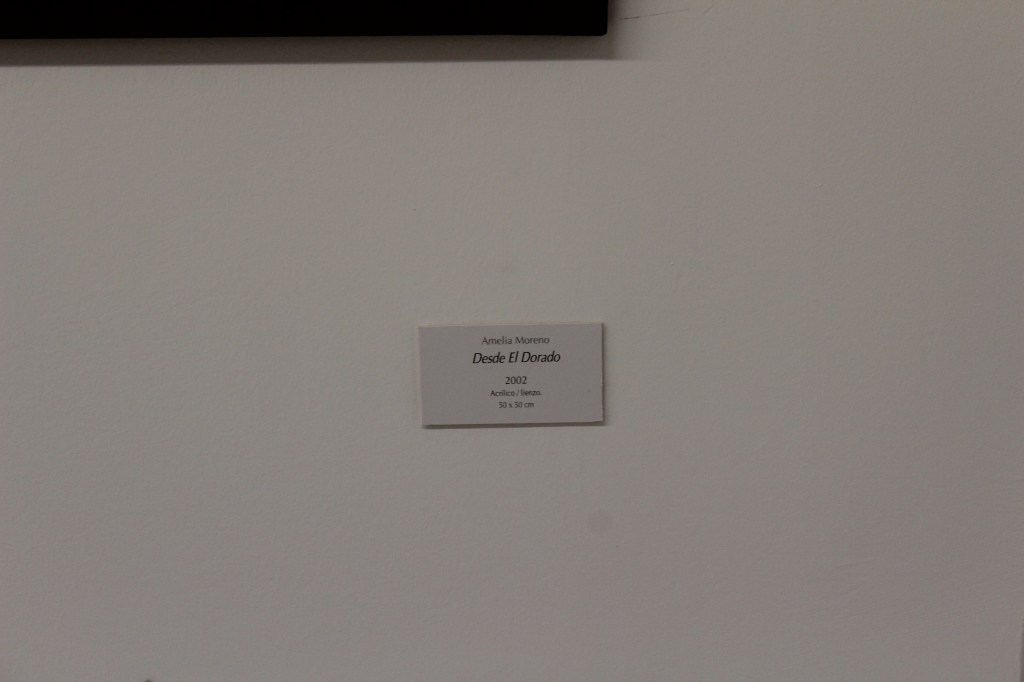 Amelia Moreno
Desde El Dorado
2002
Acrílico / lienzo.
50 x 50 cm